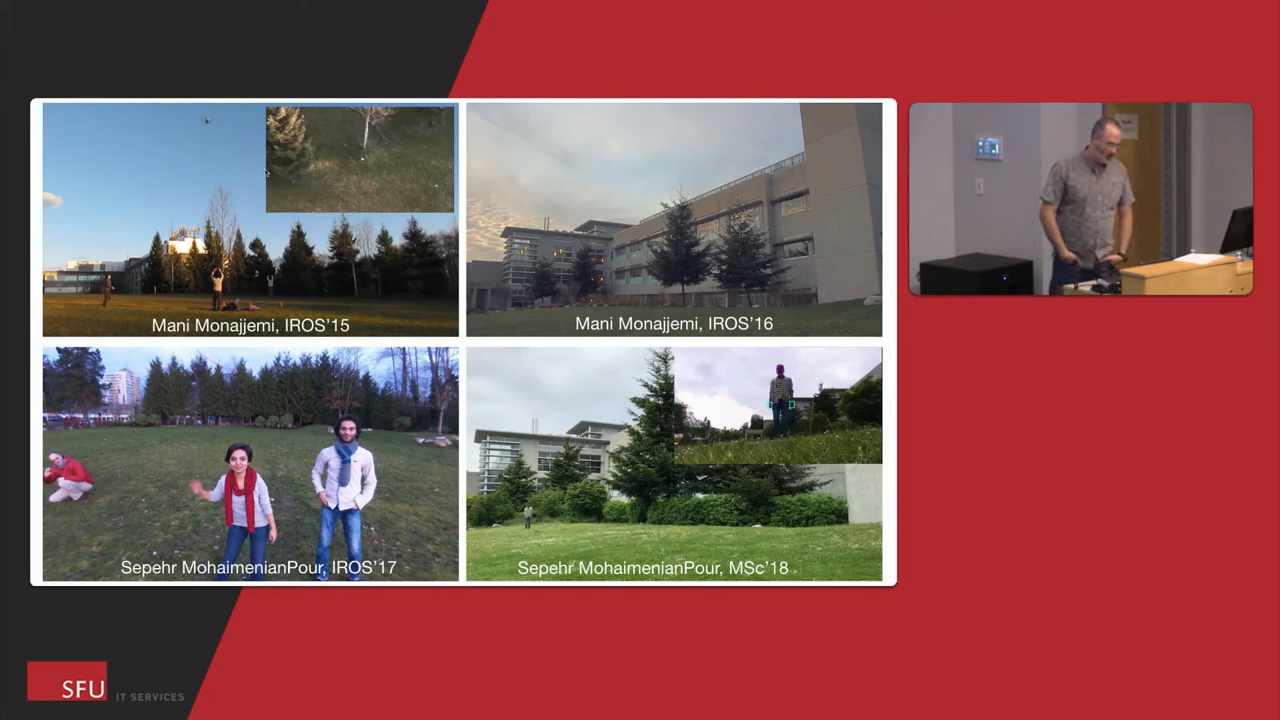 Mani Monajjemi, IROS'15
Mani Monajjemi, IROS'16
Sepehr MohaimenianPour, IROS'17
Sepehr MohaimenianPour, MSc'18
SFU
IT SERVICES